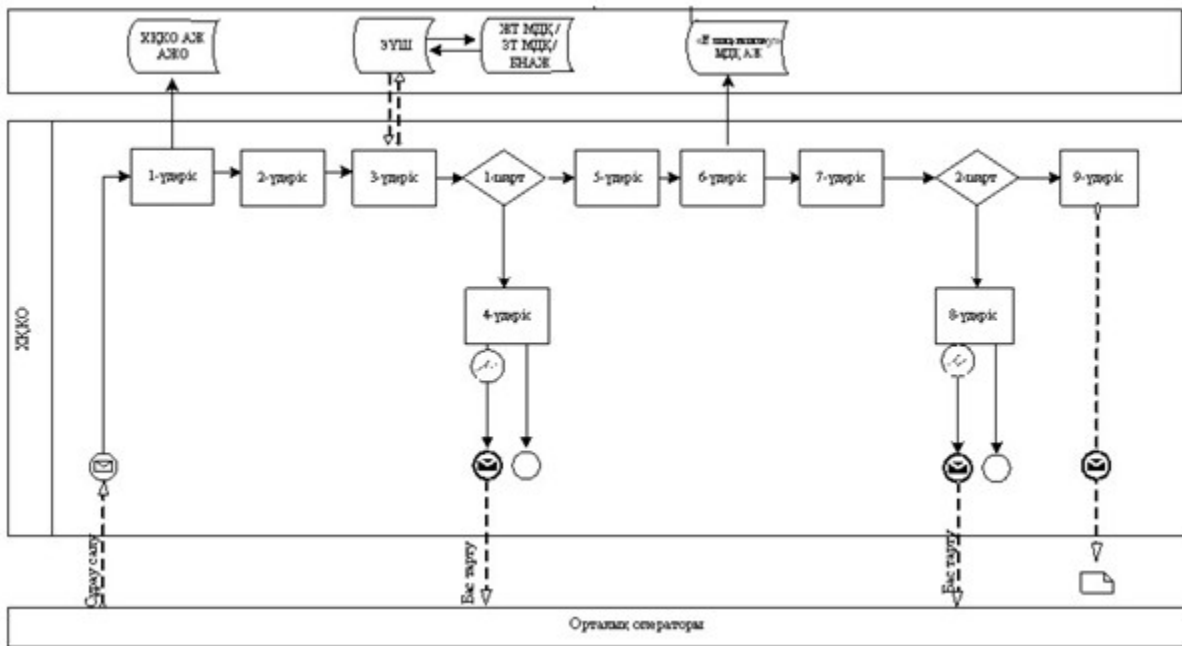 ХҚКО АЖ
АЖО
ЭҮШ
ЖТ МДҚ /
ЗТ МДҚ/
БНАЖ
МДҚ АЖ
1-үдеріс
2-үдеріс
3-үдеріс
1-шарт
5-үдеріс
6-үдеріс
7-үдеріс
2-шарт
9-үдеріс
4-үдеріс
8-үдеріс
ХҚКО
Сұрау салу
Бас тарту
Бас тарту
Орталық операторы